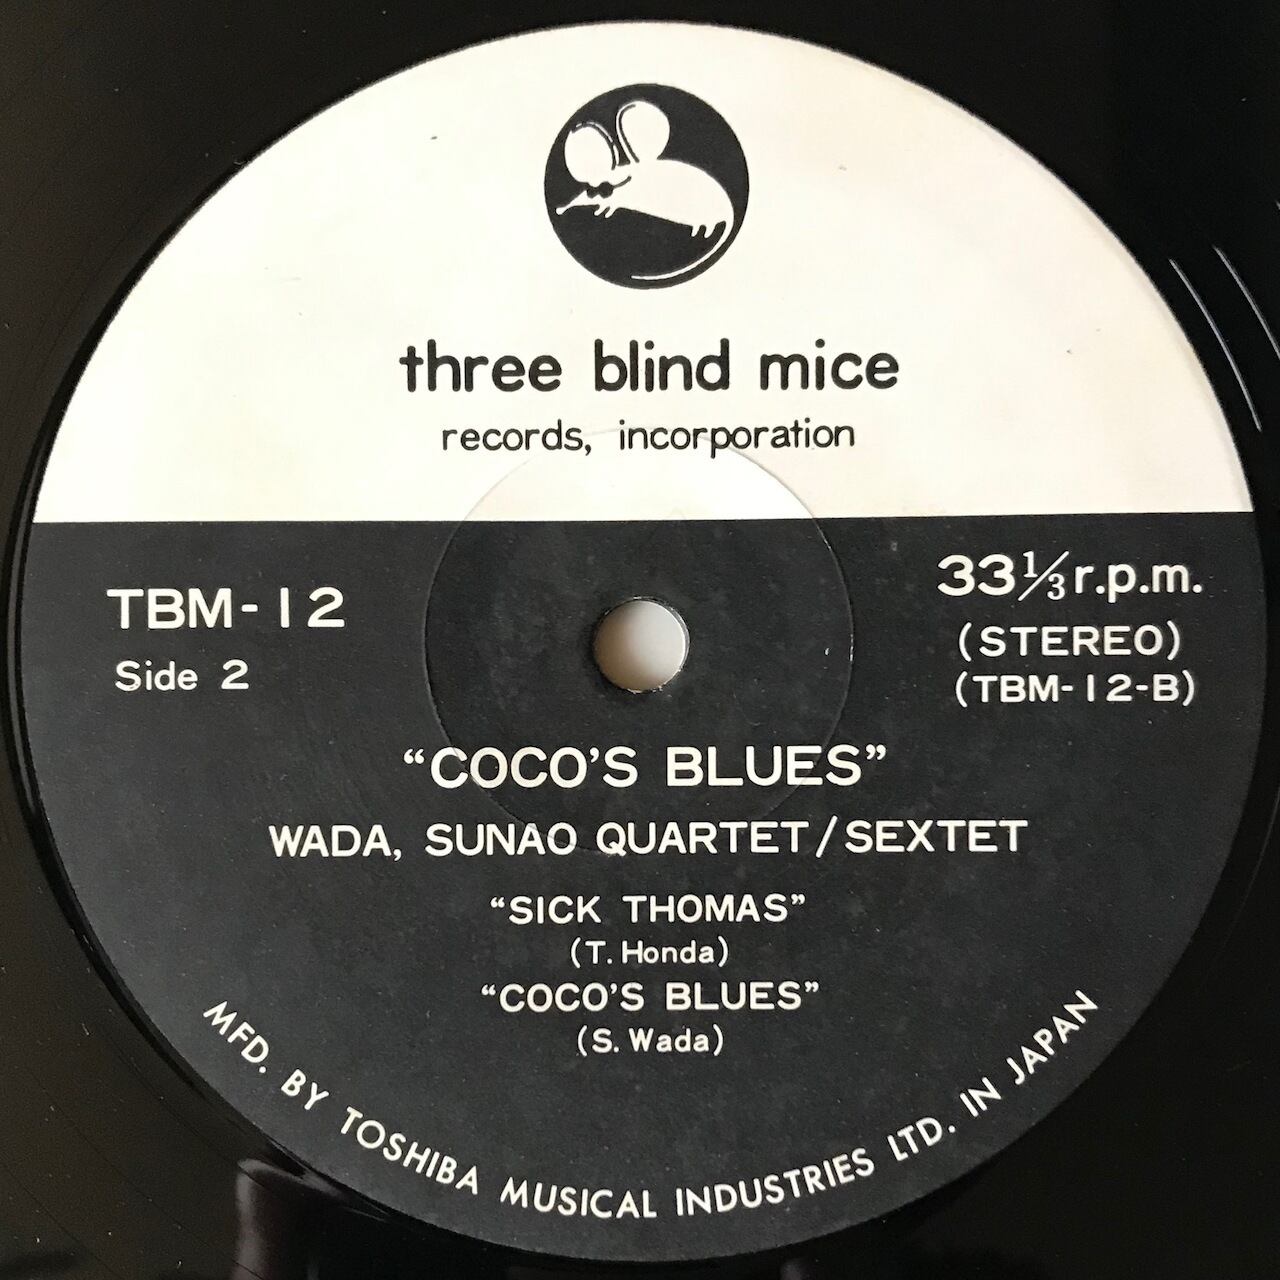 three blind mice
records, incorporation
TBM-12
Side 2
33⅓ r.p.m.
(STEREO)
(TBM-12-B)
“COCO’S BLUES”
WADA, SUNAO QUARTET/SEXTET
“SICK THOMAS”
(T. Honda)
“COCO’S BLUES”
(S. Wada)
MFD. BY TOSHIBA MUSICAL INDUSTRIES LTD. IN JAPAN